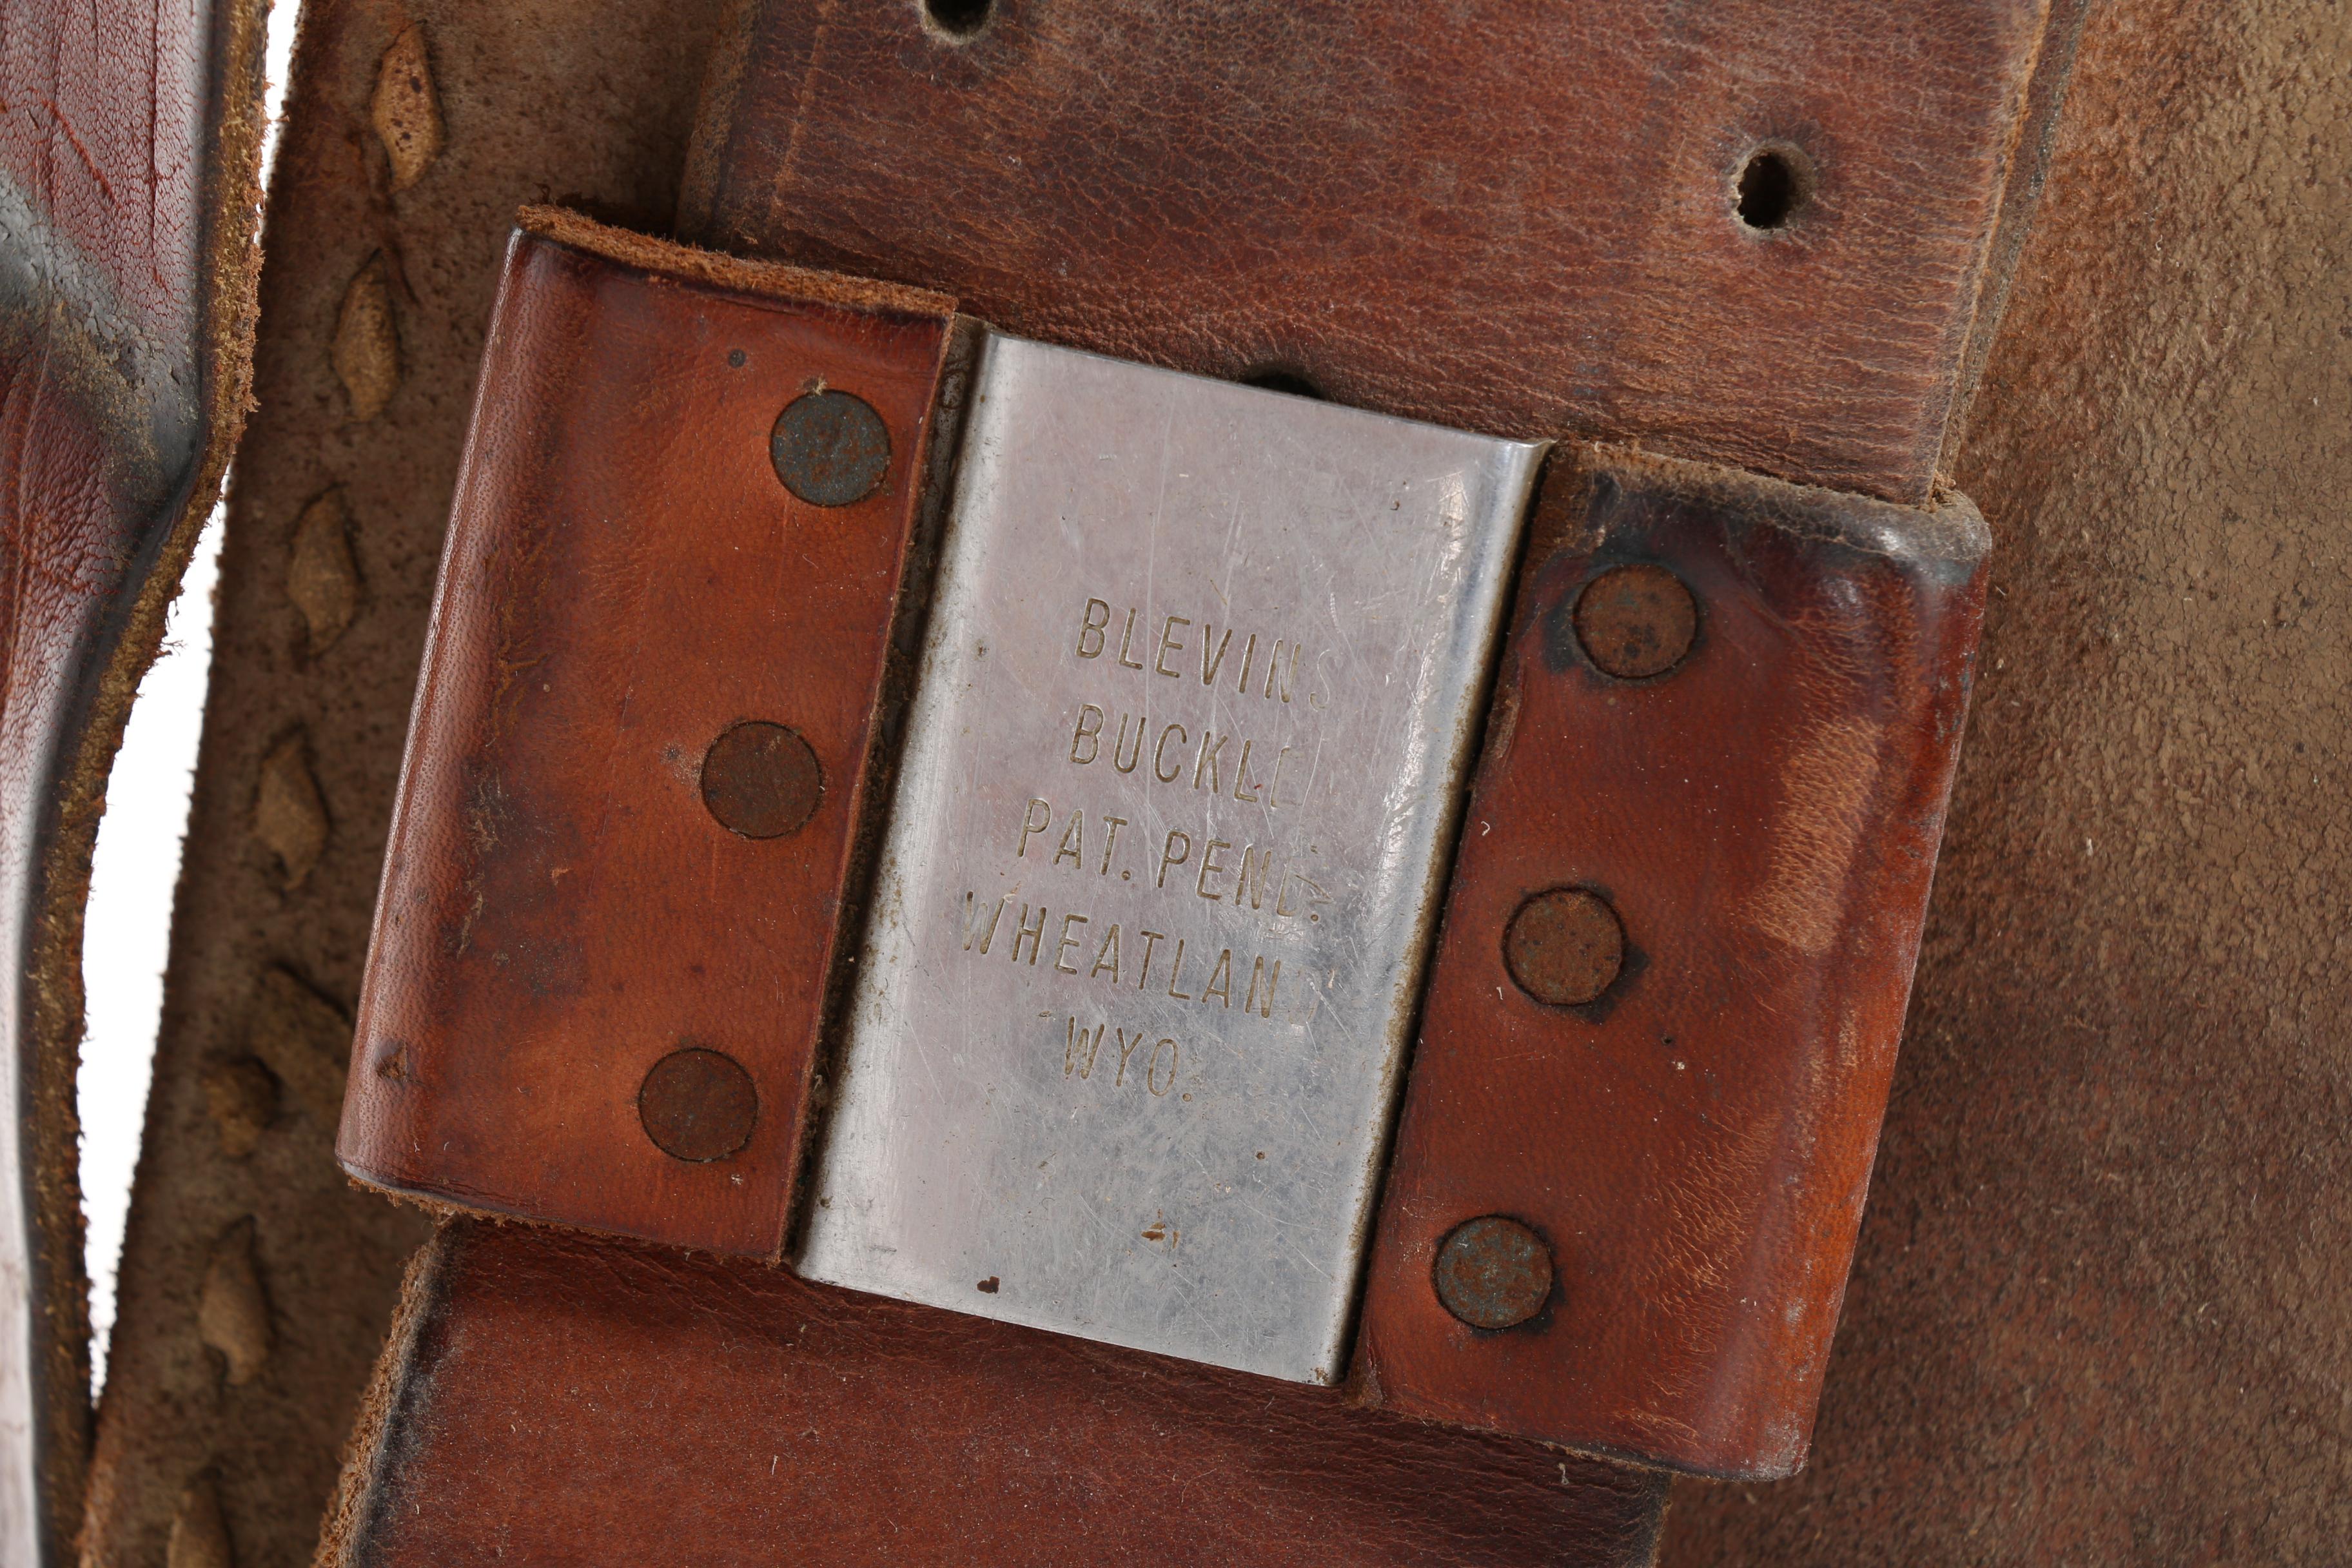 BLEVINS
BUCKLE
PAT. PEND.
WHEATLAND
WYO.